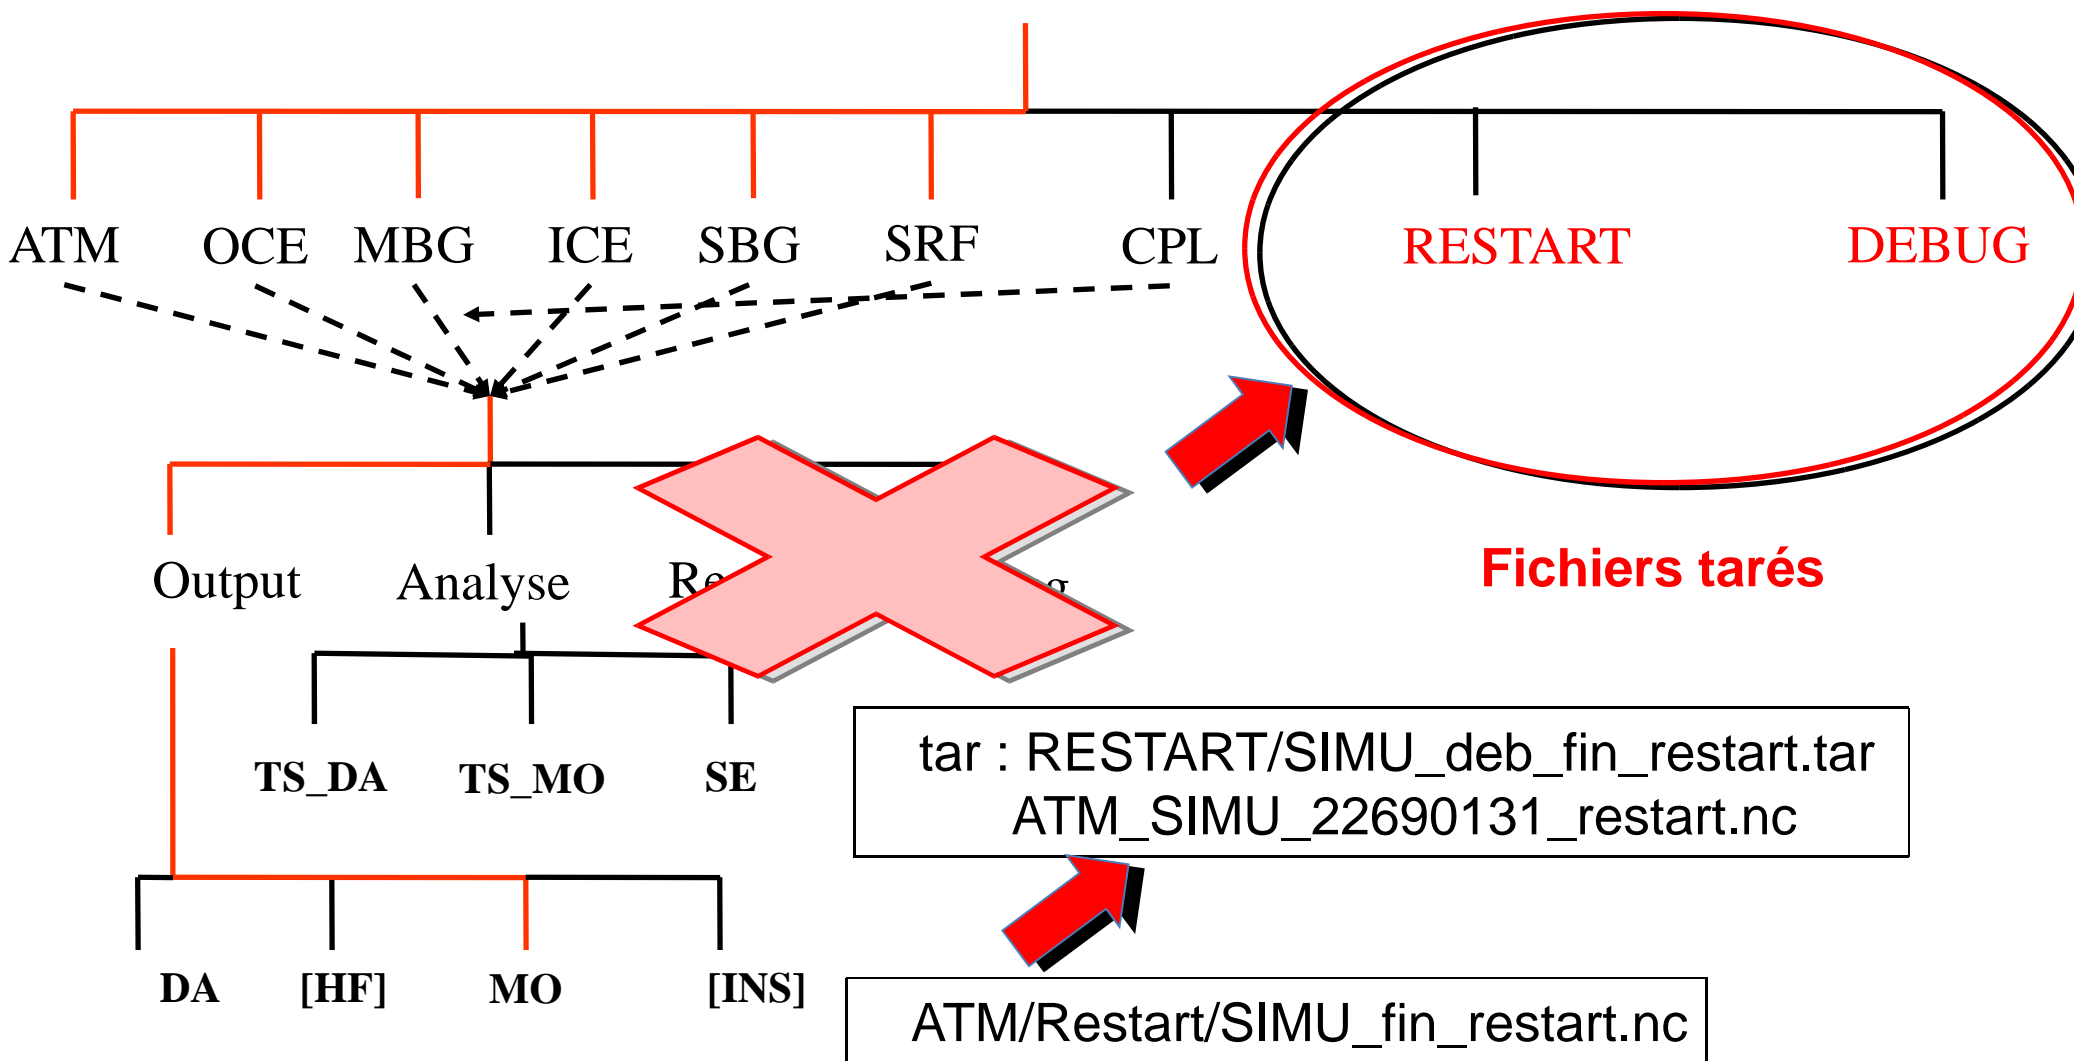 ATM OCE MBG ICE SBG SRF CPL RESTART DEBUG
Output Analyse
Fichiers tarés
TS_DA TS_MO SE
tar : RESTART/SIMU_deb_fin_restart.tar
ATM_SIMU_22690131_restart.nc
DA [HF] MO [INS]
ATM/Restart/SIMU_fin_restart.nc